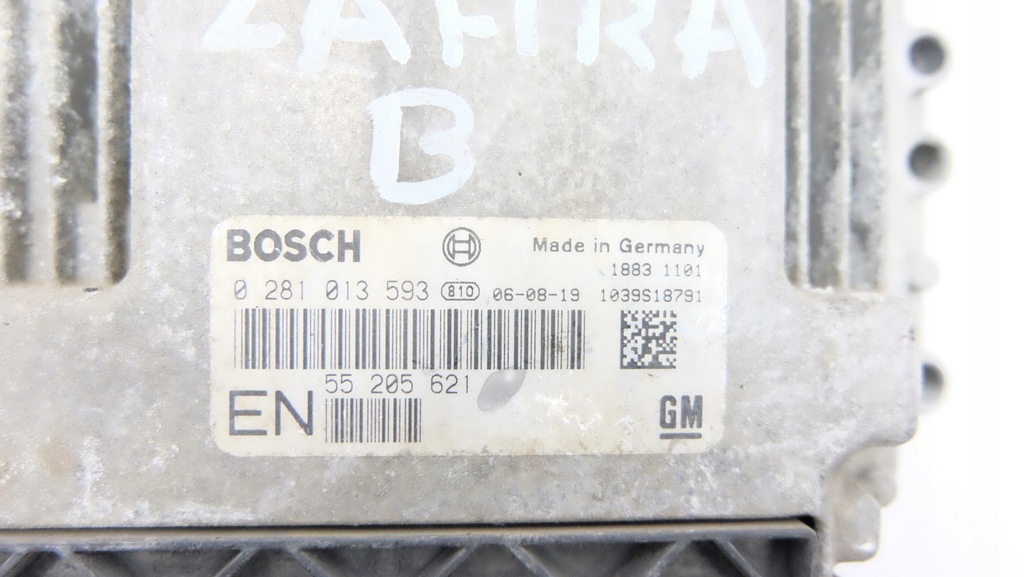 ZAFIRA
B
BOSCH Made in Germany
1883 1101
0 281 013 593 810 06-08-19 1039S18791
55 205 621
EN GM